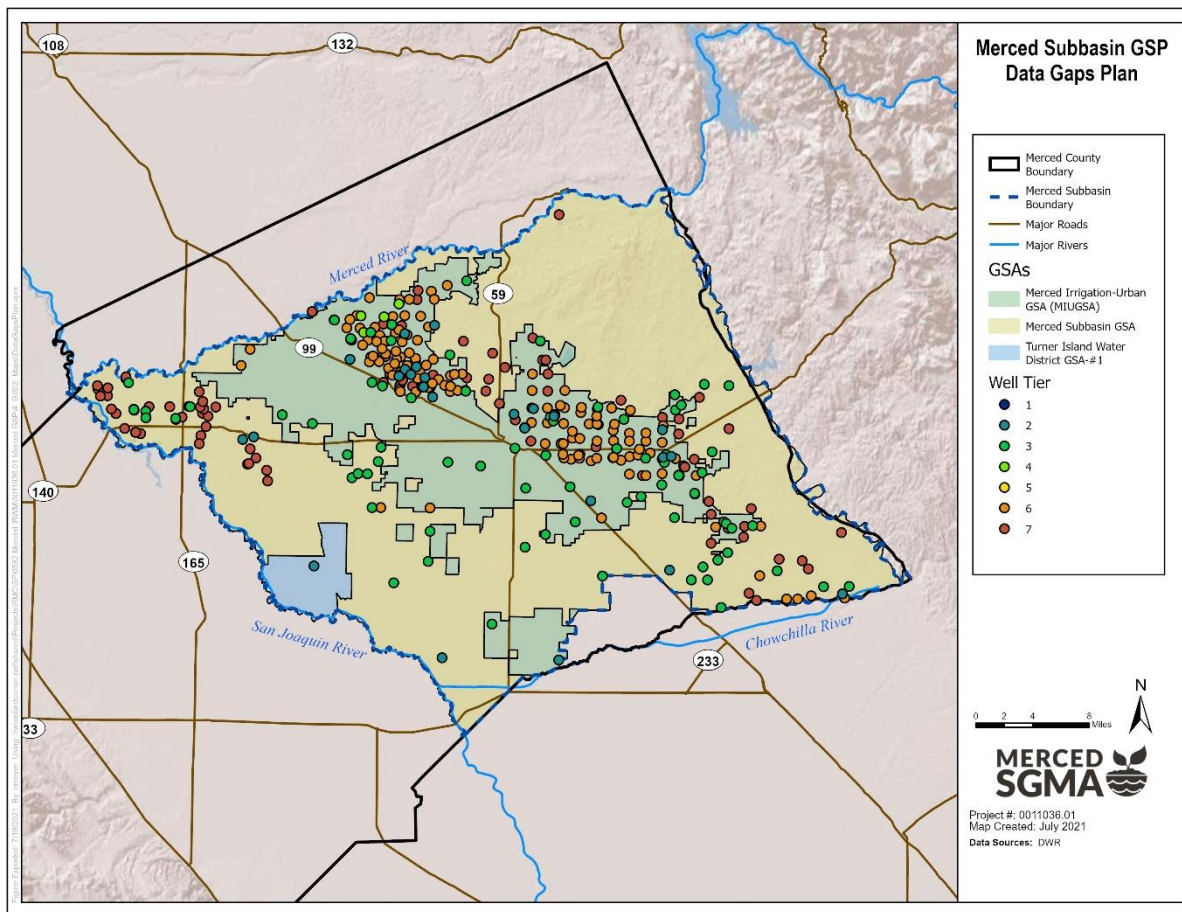 108
132
Merced River
59
99
140
165
San Joaquin River
Chowchilla River
233
33
Merced Subbasin GSP
Data Gaps Plan
Merced County
Boundary
Merced Subbasin
Boundary
Major Roads
Major Rivers
GSAs
Merced Irrigation-Urban
GSA (MIUGSA)
Merced Subbasin GSA
Turner Island Water
District GSA-#1
Well Tier
1
2
3
4
5
6
7
N
0 2 4 8
Miles
MERCED
SGMA
Project #: 0011036.01
Map Created: July 2021
Data Sources: DWR